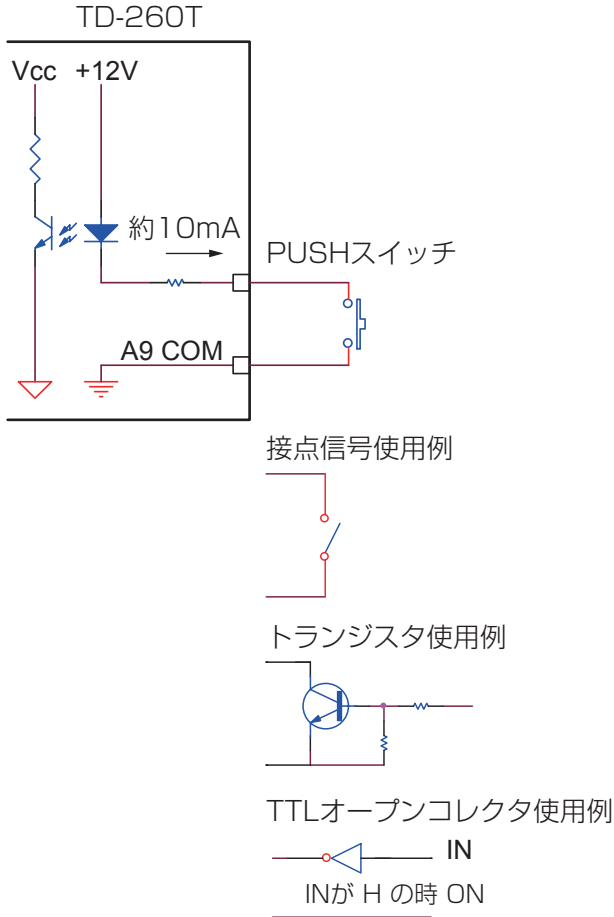 TD-260T
Vcc +12V
約10mA
PUSHスイッチ
A9 COM
接点信号使用例
トランジスタ使用例
TTLオープンコレクタ使用例
IN
INが H の時 ON